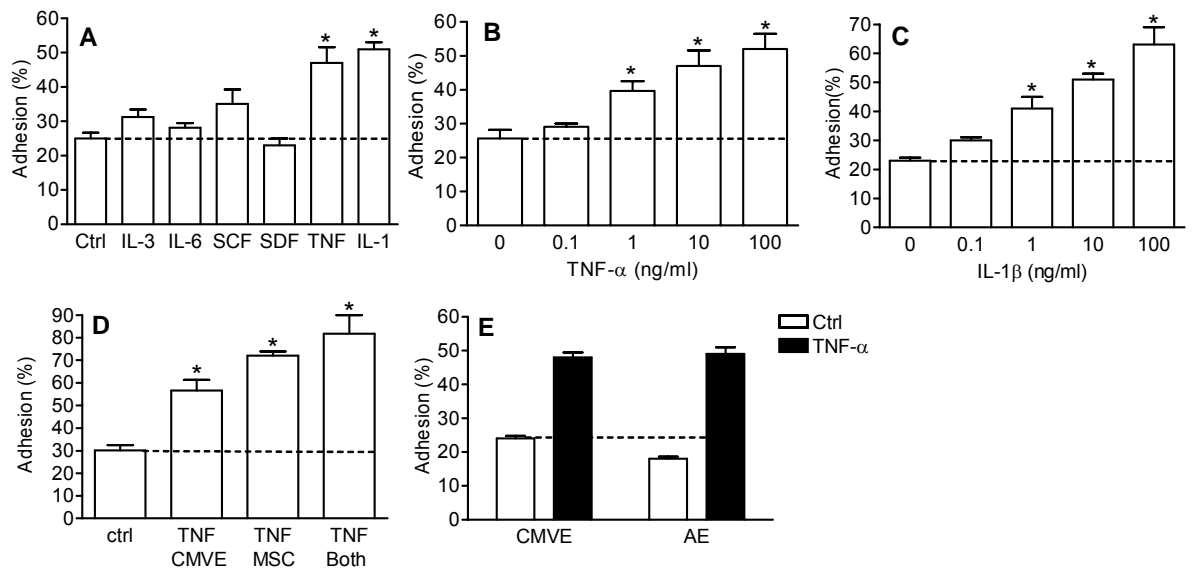 A
Adhesion (%)
60
50
40
30
20
10
0
* *
Ctrl IL-3 IL-6 SCF SDF TNF IL-1
B
Adhesion (%)
60
50
40
30
20
10
0
* * *
0 0.1 1 10 100
TNF-α (ng/ml)
C
Adhesion(%)
70
60
50
40
30
20
10
0
* * *
0 0.1 1 10 100
IL-1β (ng/ml)
D
Adhesion (%)
90
80
70
60
50
40
30
20
10
0
* * *
ctrl TNF TNF TNF
CMVE MSC Both
E
Adhesion (%)
60
50
40
30
20
10
0
CMVE AE
Ctrl
TNF-α